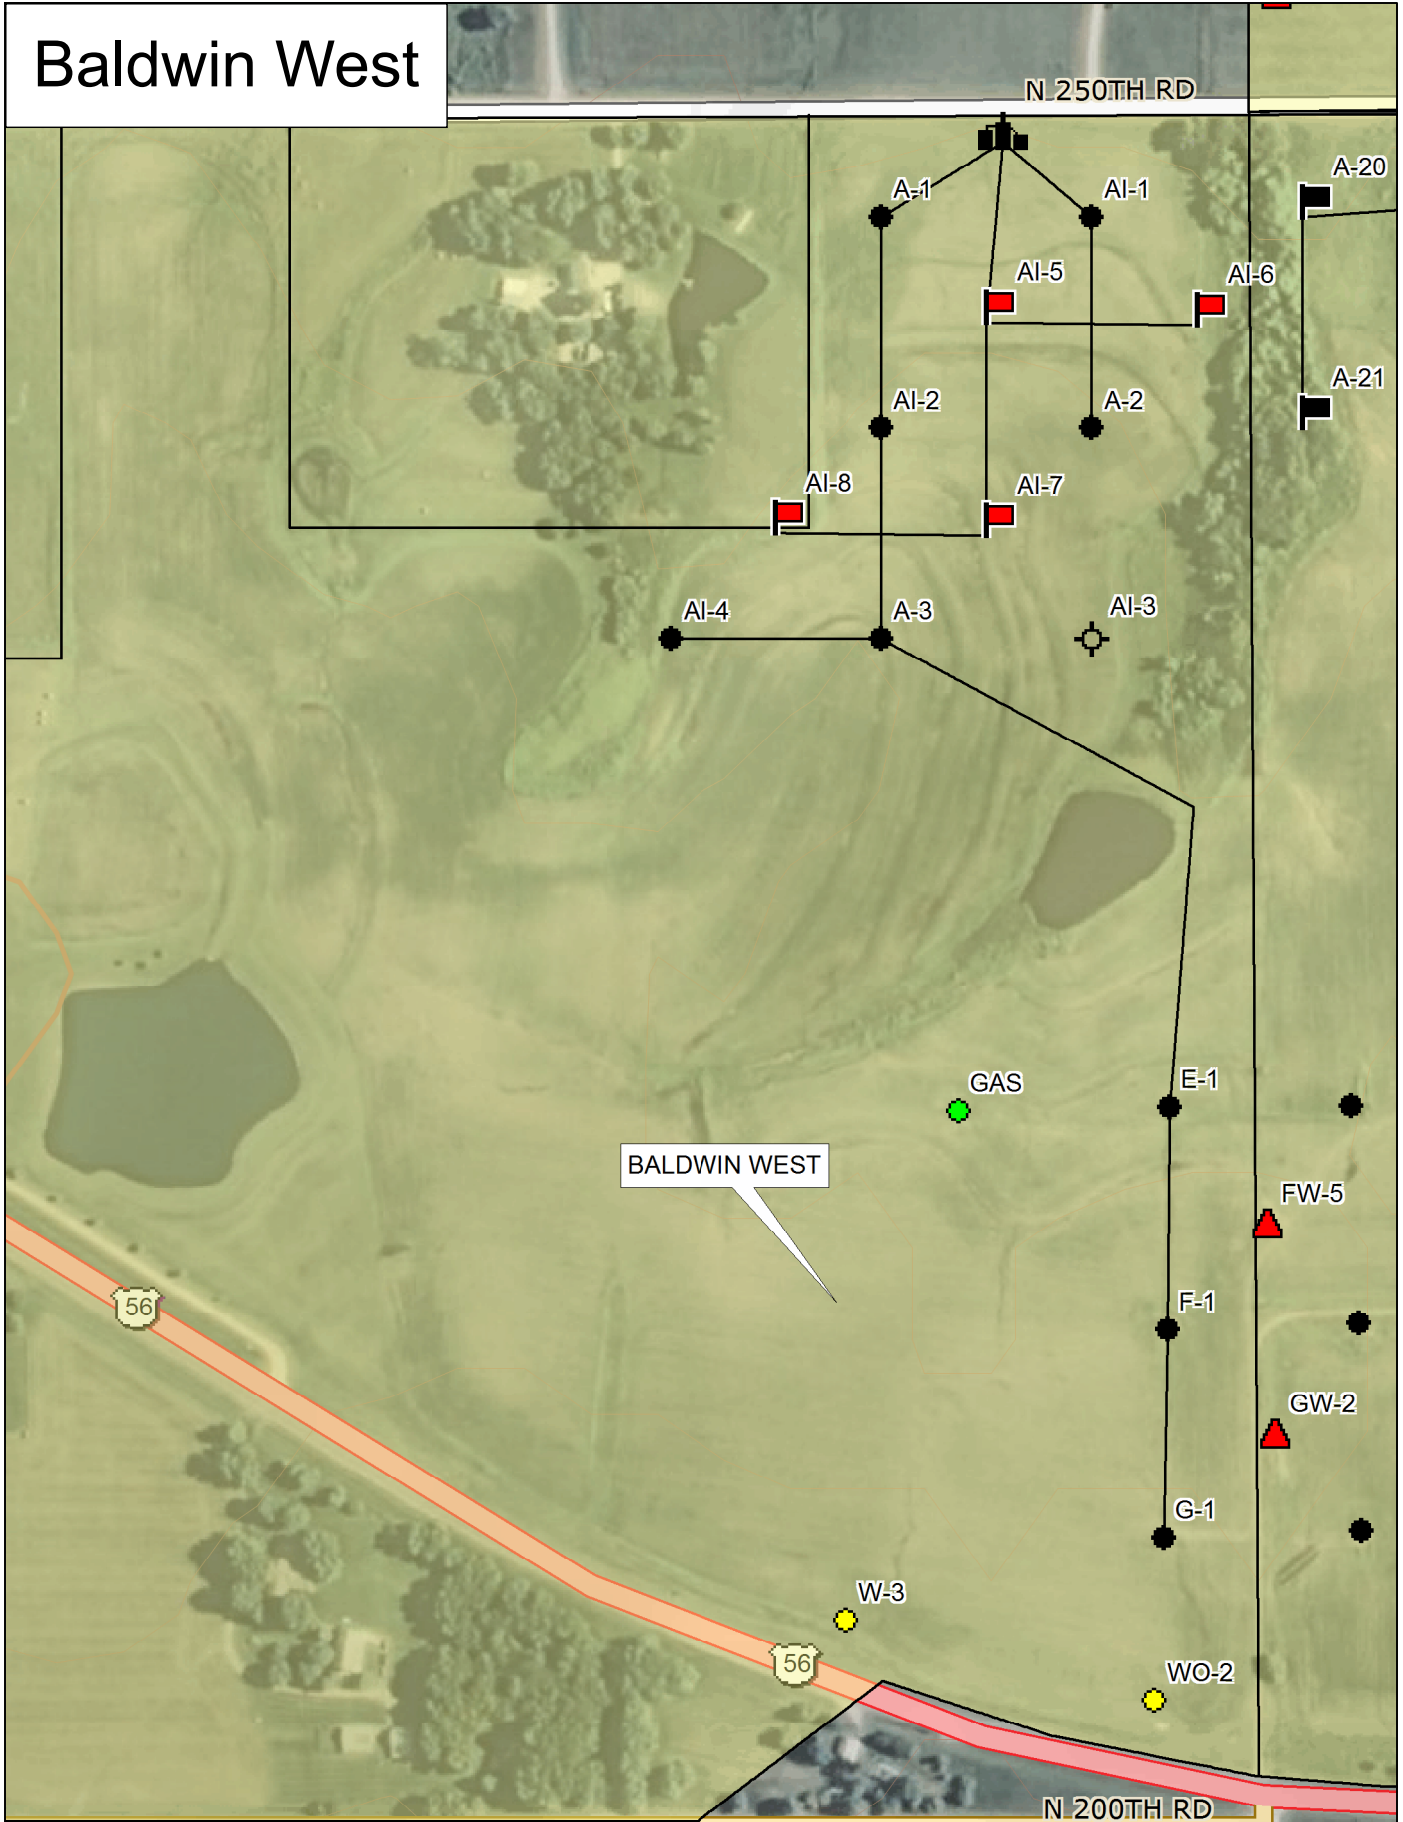 Baldwin West
N 250TH RD
A-20
A-1
AI-1
AI-5
AI-6
A-21
AI-2
A-2
AI-8
AI-7
AI-4
A-3
AI-3
GAS
E-1
BALDWIN WEST
FW-5
56
F-1
GW-2
G-1
W-3
56
WO-2
N 200TH RD